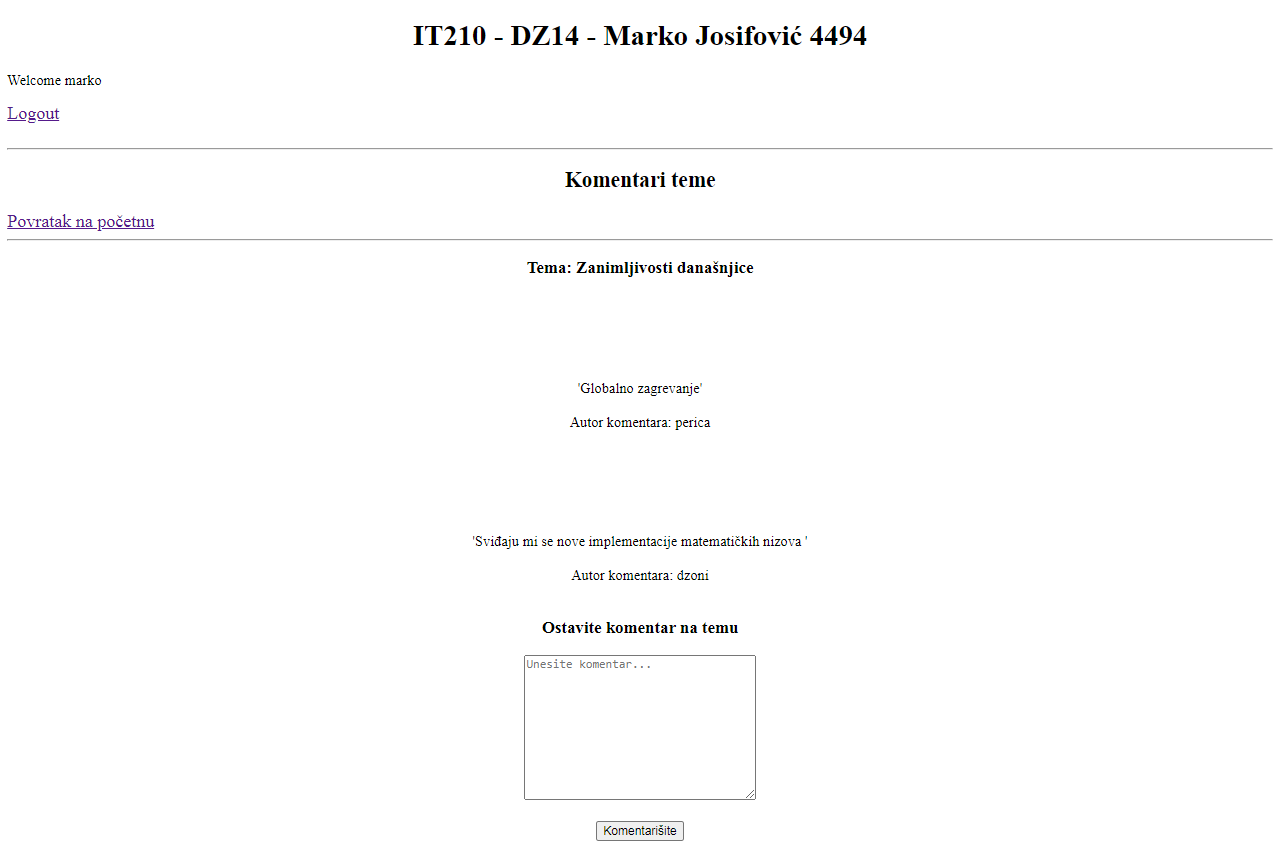 IT210 - DZ14 - Marko Josifović 4494
Welcome marko
Logout
Komentari teme
Povratak na početnu
Tema: Zanimljivosti današnjice
'Globalno zagrevanje'
Autor komentara: perica
'Sviđaju mi se nove implementacije matematičkih nizova '
Autor komentara: dzoni
Ostavite komentar na temu
Unesite komentar...
Komentarišite